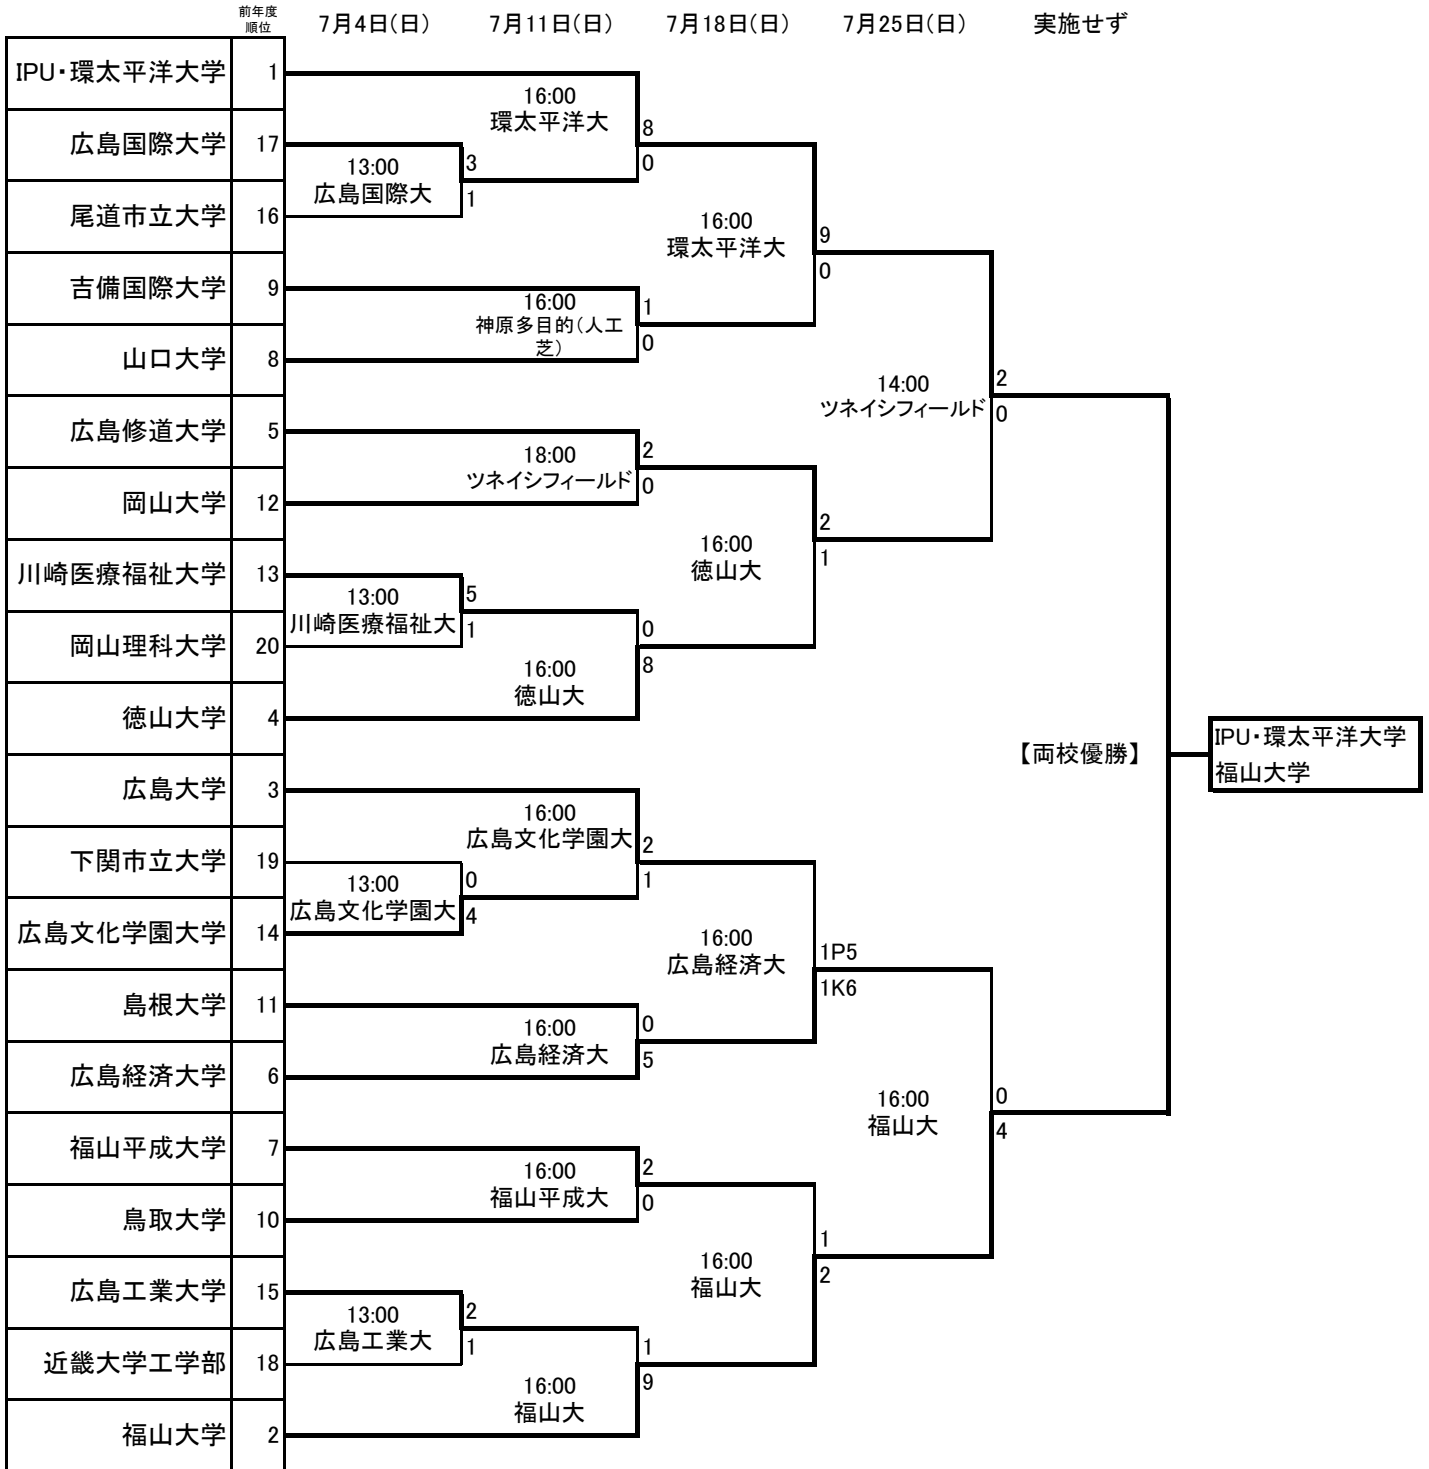 前年度
順位
7月4日(日)
7月11日(日)
7月18日(日)
7月25日(日)
実施せず
IPU・環太平洋大学 1
広島国際大学 17
尾道市立大学 16
吉備国際大学 9
山口大学 8
広島修道大学 5
岡山大学 12
川崎医療福祉大学 13
岡山理科大学 20
徳山大学 4
広島大学 3
下関市立大学 19
広島文化学園大学 14
島根大学 11
広島経済大学 6
福山平成大学 7
鳥取大学 10
広島工業大学 15
近畿大学工学部 18
福山大学 2
13:00
広島国際大
3
1
13:00
川崎医療福祉大
5
1
13:00
広島文化学園大
0
4
13:00
広島工業大
2
1
16:00
環太平洋大
8
0
16:00
神原多目的(人工
芝)
1
0
18:00
ツネイシフィールド
2
0
16:00
徳山大
0
8
16:00
広島文化学園大
2
1
16:00
広島経済大
0
5
16:00
福山平成大
2
0
16:00
福山大
1
9
16:00
環太平洋大
9
0
16:00
徳山大
2
1
16:00
広島経済大
1P5
1K6
16:00
福山大
1
2
14:00
ツネイシフィールド
2
0
16:00
福山大
0
4
【両校優勝】
IPU・環太平洋大学
福山大学